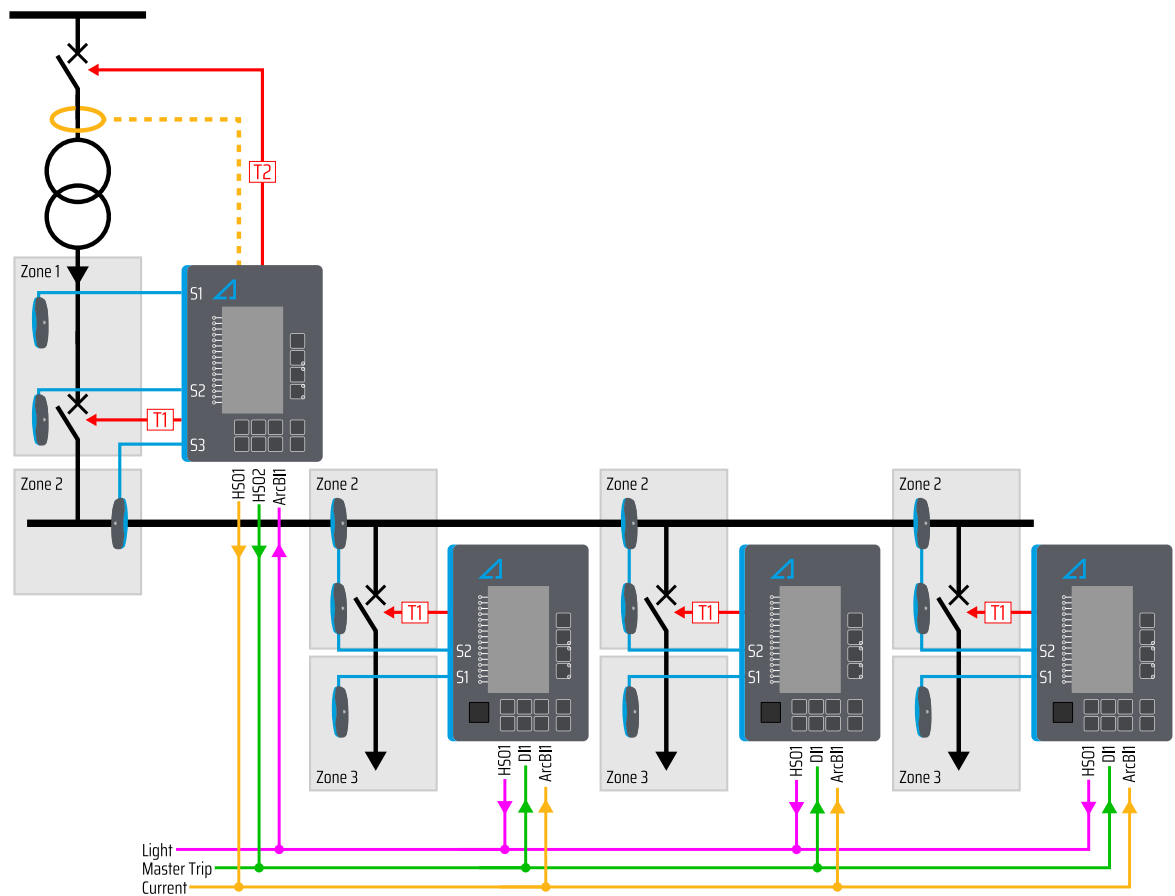 T2
Zone 1
S1
S2
T1
S3
Zone 2
HSO1
HSO2
ArcBI1
Zone 2
T1
S2
S1
Zone 3
HSO1
DI1
ArcBI1
Zone 2
T1
S2
S1
Zone 3
HSO1
DI1
ArcBI1
Zone 2
T1
S2
S1
Zone 3
HSO1
DI1
ArcBI1
Light
Master Trip
Current